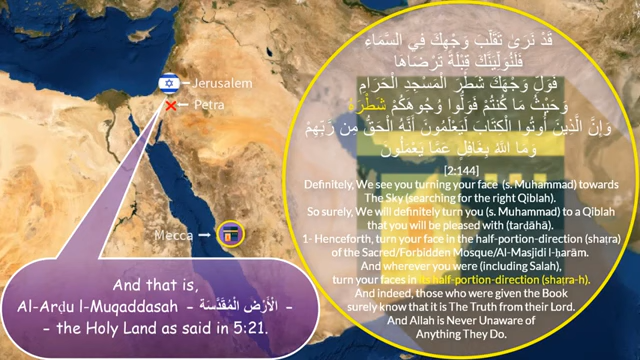 Jerusalem
Petra
Mecca
And that is,
Al-Arḍu l-Muqaddasah - الْأَرْضَ الْمُقَدَّسَةَ -
- the Holy Land as said in 5:21.
قَدْ نَرَىٰ تَقَلُّبَ وَجْهِكَ فِي السَّمَاءِ
فَلَنُوَلِّيَنَّكَ قِبْلَةً تَرْضَاهَا
فَوَلِّ وَجْهَكَ شَطْرَ الْمَسْجِدِ الْحَرَامِ
وَحَيْثُ مَا كُنتُمْ فَوَلُّوا وُجُوهَكُمْ شَطْرَهُ
وَإِنَّ الَّذِينَ أُوتُوا الْكِتَابَ لَيَعْلَمُونَ أَنَّهُ الْحَقُّ مِن رَّبِّهِمْ
وَمَا اللَّهُ بِغَافِلٍ عَمَّا يَعْمَلُونَ
[2:144]
Definitely, We see you turning your face (s. Muhammad) towards
The Sky (searching for the right Qiblah).
So surely, We will definitely turn you (s. Muhammad) to a Qiblah
that you will be pleased with (tarḍāhā).
1- Henceforth, turn your face in the half-portion-direction (shaṭra)
of the Sacred/Forbidden Mosque/Al-Masjidi l-ḥarām.
And wherever you were (including Salah),
turn your faces in its half-portion-direction (shaṭra-h).
And indeed, those who were given the Book
surely know that it is The Truth from their Lord.
And Allah is Never Unaware of
Anything They Do.